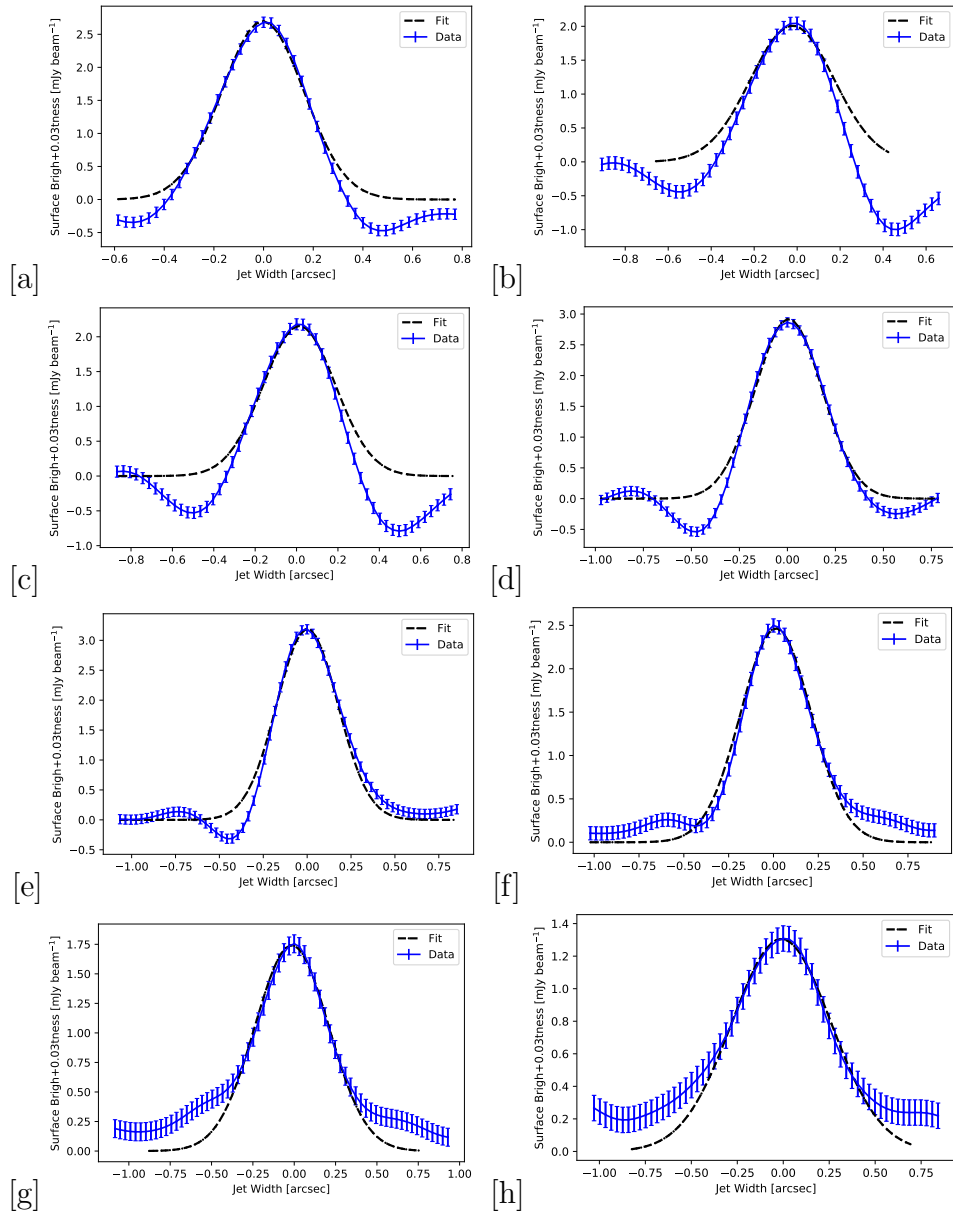 2.5
2.0
1.5
1.0
0.5
0.0
−0.5
Surface Brigh+0.03tness [mJy beam⁻¹]
Fit
Data
−0.6 −0.4 −0.2 0.0 0.2 0.4 0.6 0.8
Jet Width [arcsec]
[a]
2.0
1.5
1.0
0.5
0.0
−0.5
−1.0
Surface Brigh+0.03tness [mJy beam⁻¹]
Fit
Data
−0.8 −0.6 −0.4 −0.2 0.0 0.2 0.4 0.6
Jet Width [arcsec]
[b]
2.0
1.5
1.0
0.5
0.0
−0.5
−1.0
Surface Brigh+0.03tness [mJy beam⁻¹]
Fit
Data
−0.8 −0.6 −0.4 −0.2 0.0 0.2 0.4 0.6 0.8
Jet Width [arcsec]
[c]
3.0
2.5
2.0
1.5
1.0
0.5
0.0
−0.5
Surface Brigh+0.03tness [mJy beam⁻¹]
Fit
Data
−1.00 −0.75 −0.50 −0.25 0.00 0.25 0.50 0.75
Jet Width [arcsec]
[d]
3.0
2.5
2.0
1.5
1.0
0.5
0.0
−0.5
Surface Brigh+0.03tness [mJy beam⁻¹]
Fit
Data
−1.00 −0.75 −0.50 −0.25 0.00 0.25 0.50 0.75
Jet Width [arcsec]
[e]
2.5
2.0
1.5
1.0
0.5
0.0
Surface Brigh+0.03tness [mJy beam⁻¹]
Fit
Data
−1.00 −0.75 −0.50 −0.25 0.00 0.25 0.50 0.75
Jet Width [arcsec]
[f]
1.75
1.50
1.25
1.00
0.75
0.50
0.25
0.00
Surface Brigh+0.03tness [mJy beam⁻¹]
Fit
Data
−1.00 −0.75 −0.50 −0.25 0.00 0.25 0.50 0.75 1.00
Jet Width [arcsec]
[g]
1.4
1.2
1.0
0.8
0.6
0.4
0.2
0.0
Surface Brigh+0.03tness [mJy beam⁻¹]
Fit
Data
−1.00 −0.75 −0.50 −0.25 0.00 0.25 0.50 0.75
Jet Width [arcsec]
[h]